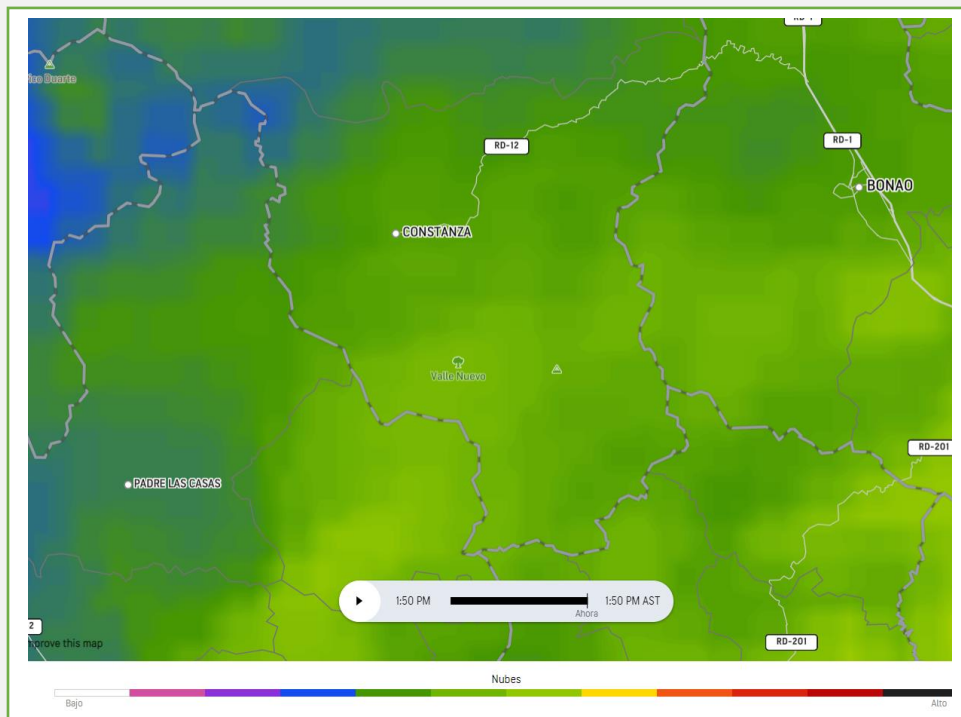 RD-12
RD-1
BONAO
CONSTANZA
Valle Nuevo
RD-201
PADRE LAS CASAS
1:50 PM
1:50 PM AST
Ahora
2
prove this map
RD-201
Nubes
Bajo
Alto